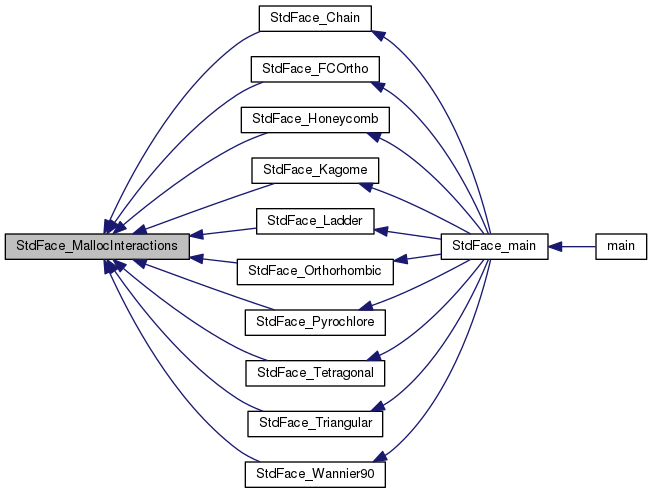 StdFace_Chain
StdFace_FCOrtho
StdFace_Honeycomb
StdFace_Kagome
StdFace_Ladder
StdFace_MallocInteractions
StdFace_main
main
StdFace_Orthorhombic
StdFace_Pyrochlore
StdFace_Tetragonal
StdFace_Triangular
StdFace_Wannier90